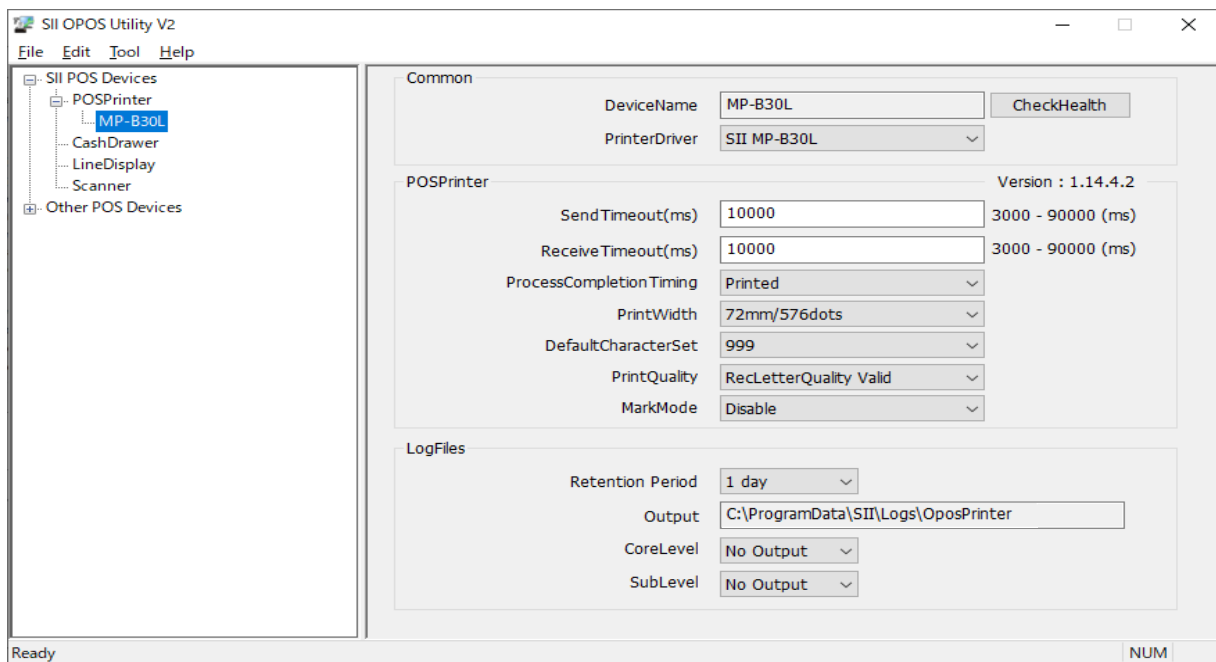 SII OPOS Utility V2
File Edit Tool Help
SII POS Devices
POSPrinter
MP-B30L
CashDrawer
LineDisplay
Scanner
Other POS Devices
Common
DeviceName MP-B30L CheckHealth
PrinterDriver SII MP-B30L
POSPrinter Version : 1.14.4.2
SendTimeout(ms) 10000 3000 - 90000 (ms)
ReceiveTimeout(ms) 10000 3000 - 90000 (ms)
ProcessCompletionTiming Printed
PrintWidth 72mm/576dots
DefaultCharacterSet 999
PrintQuality RecLetterQuality Valid
MarkMode Disable
LogFiles
Retention Period 1 day
Output C:\ProgramData\SII\Logs\OposPrinter
CoreLevel No Output
SubLevel No Output
Ready NUM